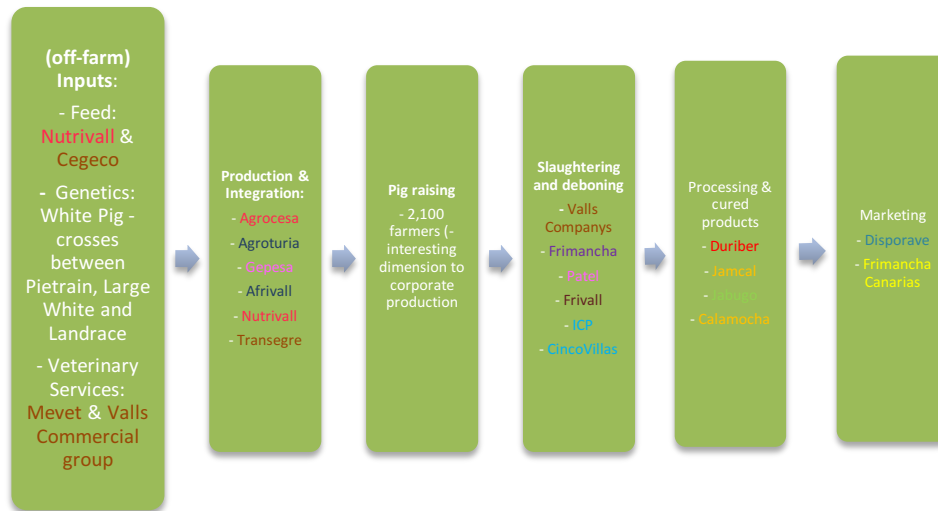 (off-farm)
Inputs:
- Feed:
Nutrivall &
Cegeco
- Genetics:
White Pig -
crosses
between
Pietrain, Large
White and
Landrace
- Veterinary
Services:
Mevet & Valls
Commercial
group
Production &
Integration:
- Agrocesa
- Agroturia
-
- Afrivall
- Nutrivall
- Transegre
Pig raising
- 2,100
farmers (-
interesting
dimension to
corporate
production
Slaughtering
and deboning
- Valls
Companys
- Frimancha
- Patel
- Frivall
- ICP
- CincoVillas
Processing &
cured
products
- Duriber
- Jamcal
- Jabugo
- Calamocha
Marketing
- Disporave
- Frimancha
Canarias